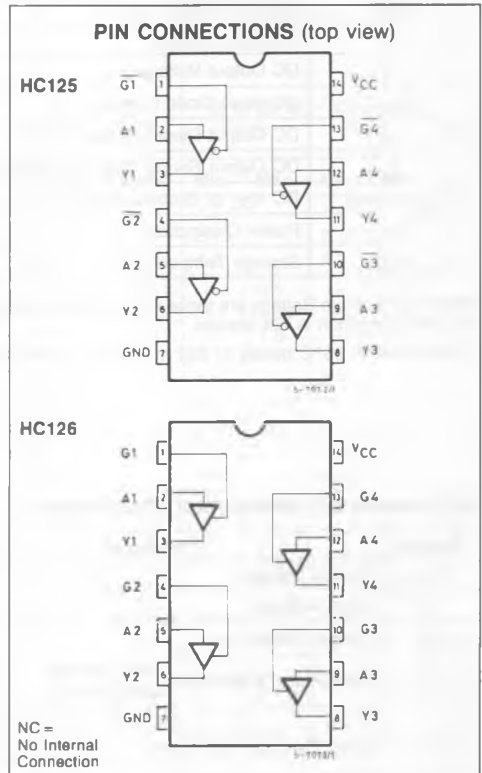 PIN CONNECTIONS (top view)
HC125
G1 1 14 VCC
A1 2 13 G4
Y1 3 12 A4
G2 4 11 Y4
A2 5 10 G3
Y2 6 9 A3
GND 7 8 Y3
HC126
G1 1 14 VCC
A1 2 13 G4
Y1 3 12 A4
G2 4 11 Y4
A2 5 10 G3
Y2 6 9 A3
GND 7 8 Y3
NC =
No Internal
Connection